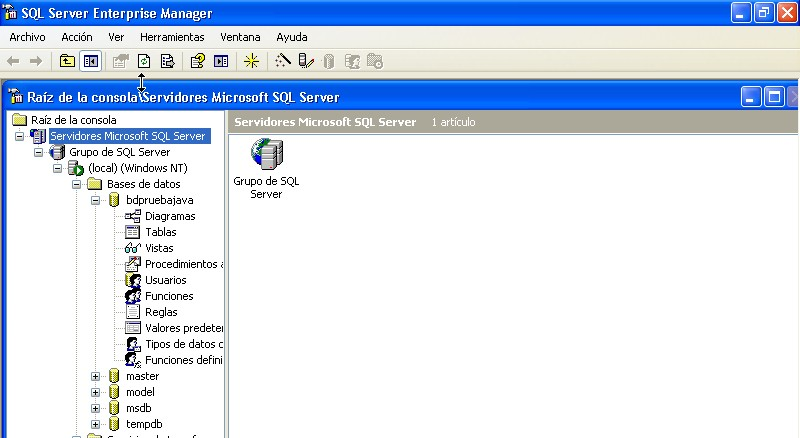 SQL Server Enterprise Manager
Archivo Acción Ver Herramientas Ventana Ayuda
Raíz de la consola\Servidores Microsoft SQL Server
Raíz de la consola
Servidores Microsoft SQL Server
Grupo de SQL Server
(local) (Windows NT)
Bases de datos
bdpruebajava
Diagramas
Tablas
Vistas
Procedimientos a
Usuarios
Funciones
Reglas
Valores predeter
Tipos de datos d
Funciones defini
master
model
msdb
tempdb
Servidores Microsoft SQL Server 1 artículo
Grupo de SQL
Server